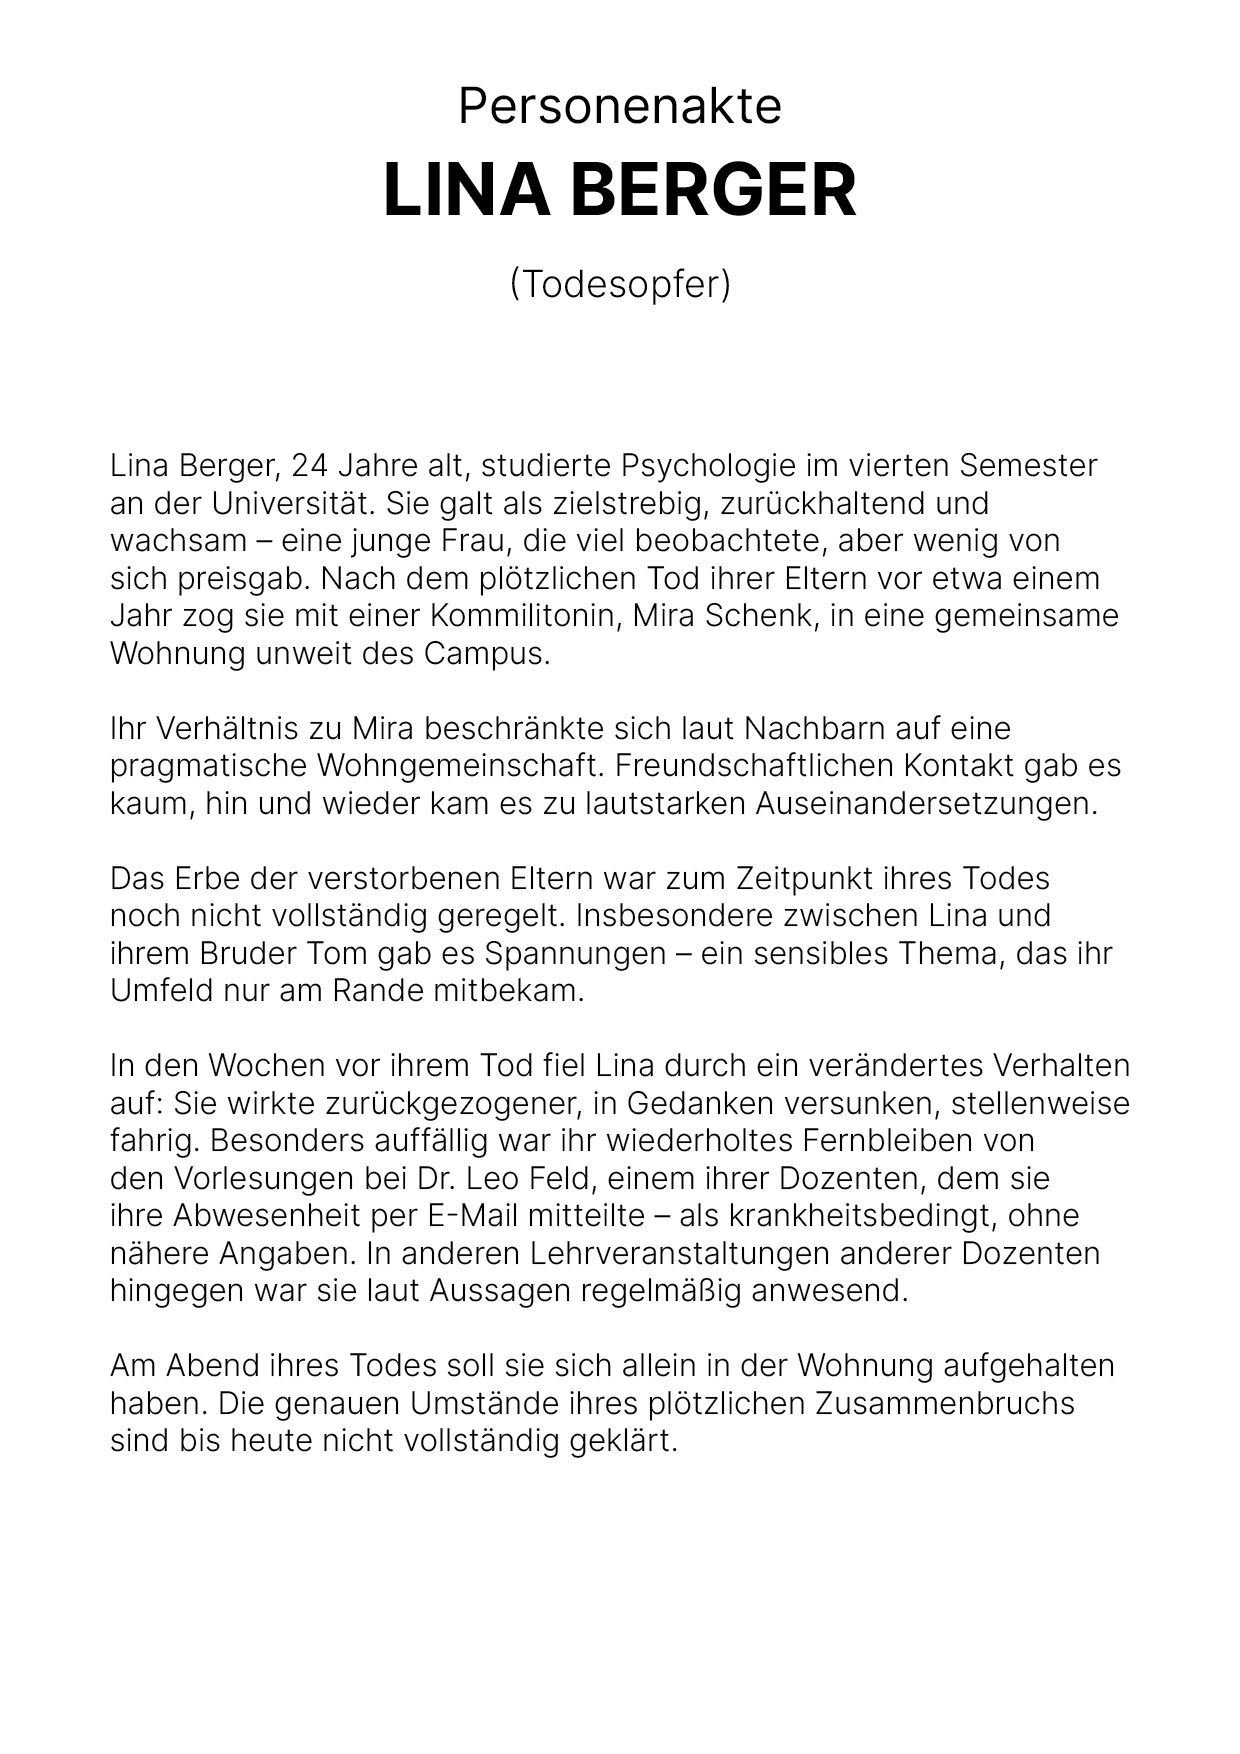 Personenakte
LINA BERGER
(Todesopfer)
Lina Berger, 24 Jahre alt, studierte Psychologie im vierten Semester
an der Universität. Sie galt als zielstrebig, zurückhaltend und
wachsam – eine junge Frau, die viel beobachtete, aber wenig von
sich preisgab. Nach dem plötzlichen Tod ihrer Eltern vor etwa einem
Jahr zog sie mit einer Kommilitonin, Mira Schenk, in eine gemeinsame
Wohnung unweit des Campus.
Ihr Verhältnis zu Mira beschränkte sich laut Nachbarn auf eine
pragmatische Wohngemeinschaft. Freundschaftlichen Kontakt gab es
kaum, hin und wieder kam es zu lautstarken Auseinandersetzungen.
Das Erbe der verstorbenen Eltern war zum Zeitpunkt ihres Todes
noch nicht vollständig geregelt. Insbesondere zwischen Lina und
ihrem Bruder Tom gab es Spannungen – ein sensibles Thema, das ihr
Umfeld nur am Rande mitbekam.
In den Wochen vor ihrem Tod fiel Lina durch ein verändertes Verhalten
auf: Sie wirkte zurückgezogener, in Gedanken versunken, stellenweise
fahrig. Besonders auffällig war ihr wiederholtes Fernbleiben von
den Vorlesungen bei Dr. Leo Feld, einem ihrer Dozenten, dem sie
ihre Abwesenheit per E-Mail mitteilte – als krankheitsbedingt, ohne
nähere Angaben. In anderen Lehrveranstaltungen anderer Dozenten
hingegen war sie laut Aussagen regelmäßig anwesend.
Am Abend ihres Todes soll sie sich allein in der Wohnung aufgehalten
haben. Die genauen Umstände ihres plötzlichen Zusammenbruchs
sind bis heute nicht vollständig geklärt.